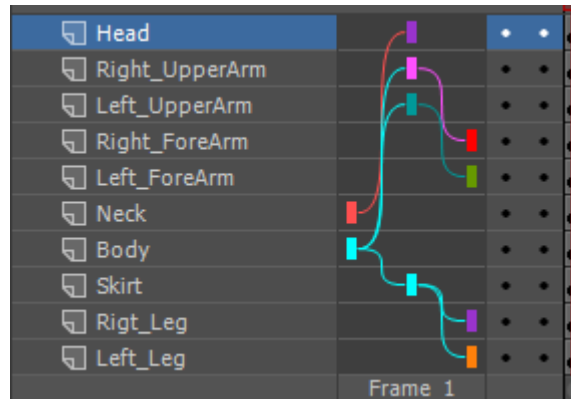 Head
Right_UpperArm
Left_UpperArm
Right_ForeArm
Left_ForeArm
Neck
Body
Skirt
Rigt_Leg
Left_Leg
Frame 1